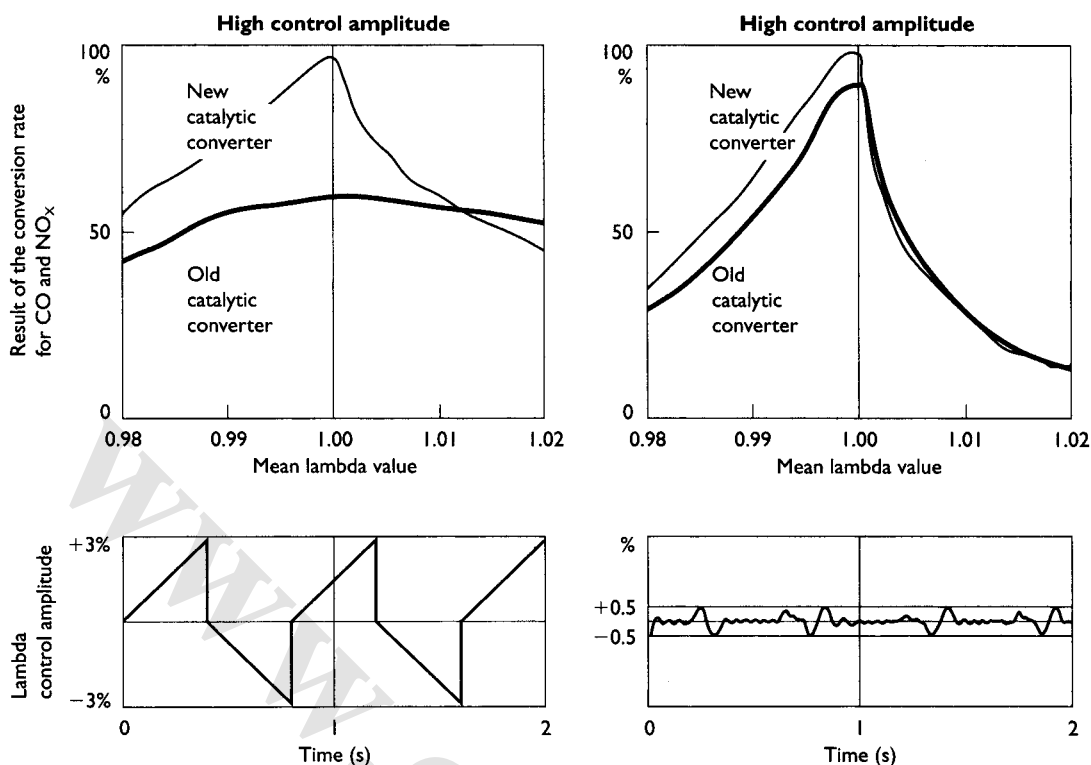 High control amplitude
100
%
New
catalytic
converter
50
Old
catalytic
converter
0
0.98
0.99
1.00
1.01
1.02
Mean lambda value
Result of the conversion rate
for CO and NOX
High control amplitude
100
%
New
catalytic
converter
50
Old
catalytic
converter
0
0.98
0.99
1.00
1.01
1.02
Mean lambda value
+3%
−3%
Lambda
control amplitude
0
1
2
Time (s)
%
+0.5
−0.5
0
1
2
Time (s)
www